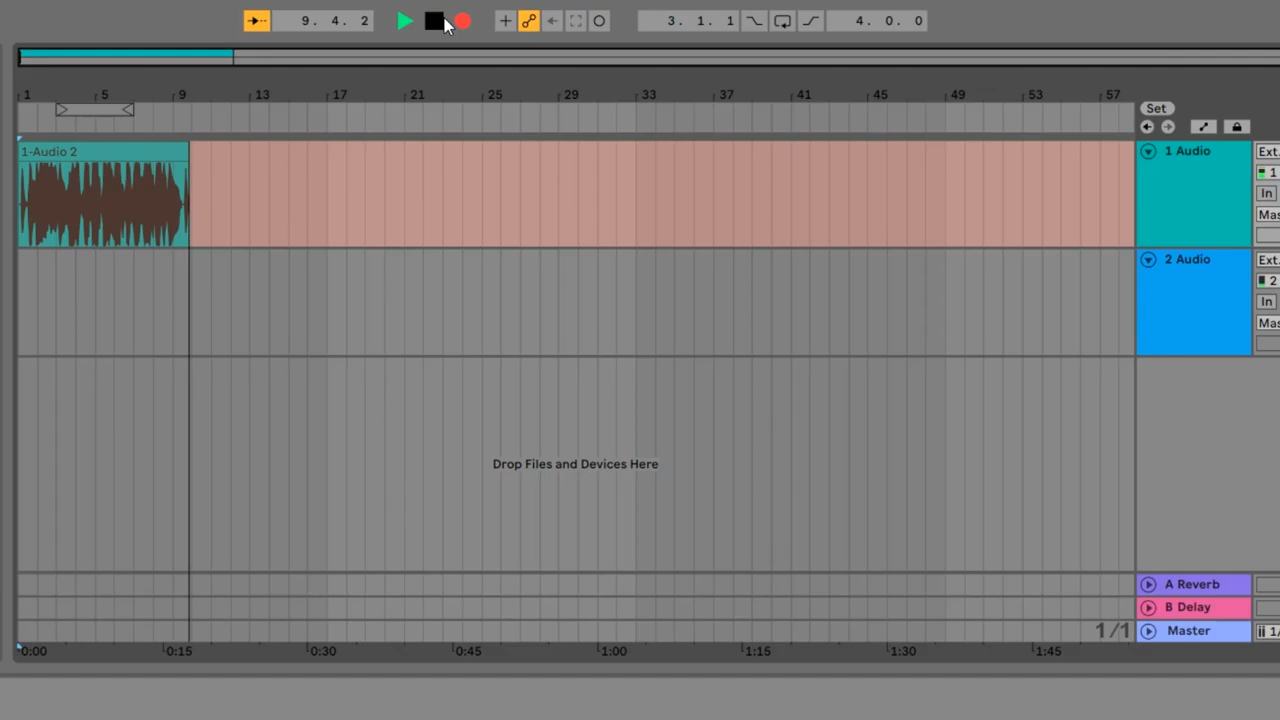 9. 4. 2
3. 1. 1
4. 0. 0
1 5 9 13 17 21 25 29 33 37 41 45 49 53 57
Set
1-Audio 2
1 Audio
Ext.
1
In
Mas
2 Audio
Ext.
2
In
Mas
Drop Files and Devices Here
A Reverb
B Delay
1/1
Master
1/
0:00 0:15 0:30 0:45 1:00 1:15 1:30 1:45